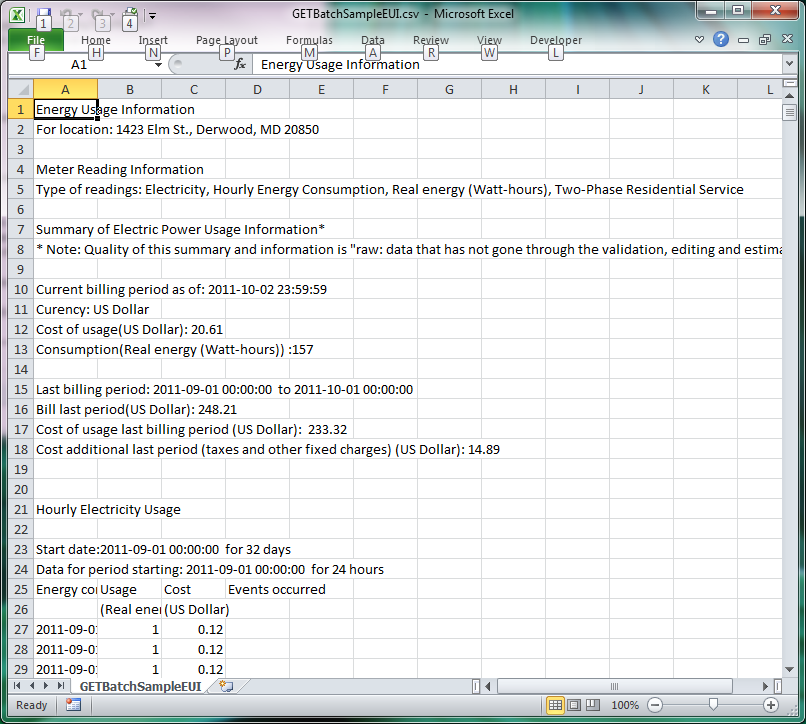 GETBatchSampleEUI.csv - Microsoft Excel
1 2 3 4
File Home Insert Page Layout Formulas Data Review View Developer
F H N P M A R W L
A1 fx Energy Usage Information
A B C D E F G H I J K L
1 Energy Usage Information
2 For location: 1423 Elm St., Derwood, MD 20850
3
4 Meter Reading Information
5 Type of readings: Electricity, Hourly Energy Consumption, Real energy (Watt-hours), Two-Phase Residential Service
6
7 Summary of Electric Power Usage Information*
8 * Note: Quality of this summary and information is "raw: data that has not gone through the validation, editing and estima
9
10 Current billing period as of: 2011-10-02 23:59:59
11 Curency: US Dollar
12 Cost of usage(US Dollar): 20.61
13 Consumption(Real energy (Watt-hours)) :157
14
15 Last billing period: 2011-09-01 00:00:00 to 2011-10-01 00:00:00
16 Bill last period(US Dollar): 248.21
17 Cost of usage last billing period (US Dollar): 233.32
18 Cost additional last period (taxes and other fixed charges) (US Dollar): 14.89
19
20
21 Hourly Electricity Usage
22
23 Start date:2011-09-01 00:00:00 for 32 days
24 Data for period starting: 2011-09-01 00:00:00 for 24 hours
25 Energy con Usage Cost Events occurred
26 (Real ener (US Dollar)
27 2011-09-01 1 0.12
28 2011-09-01 1 0.12
29 2011-09-01 1 0.12
GETBatchSampleEUI
Ready 100%